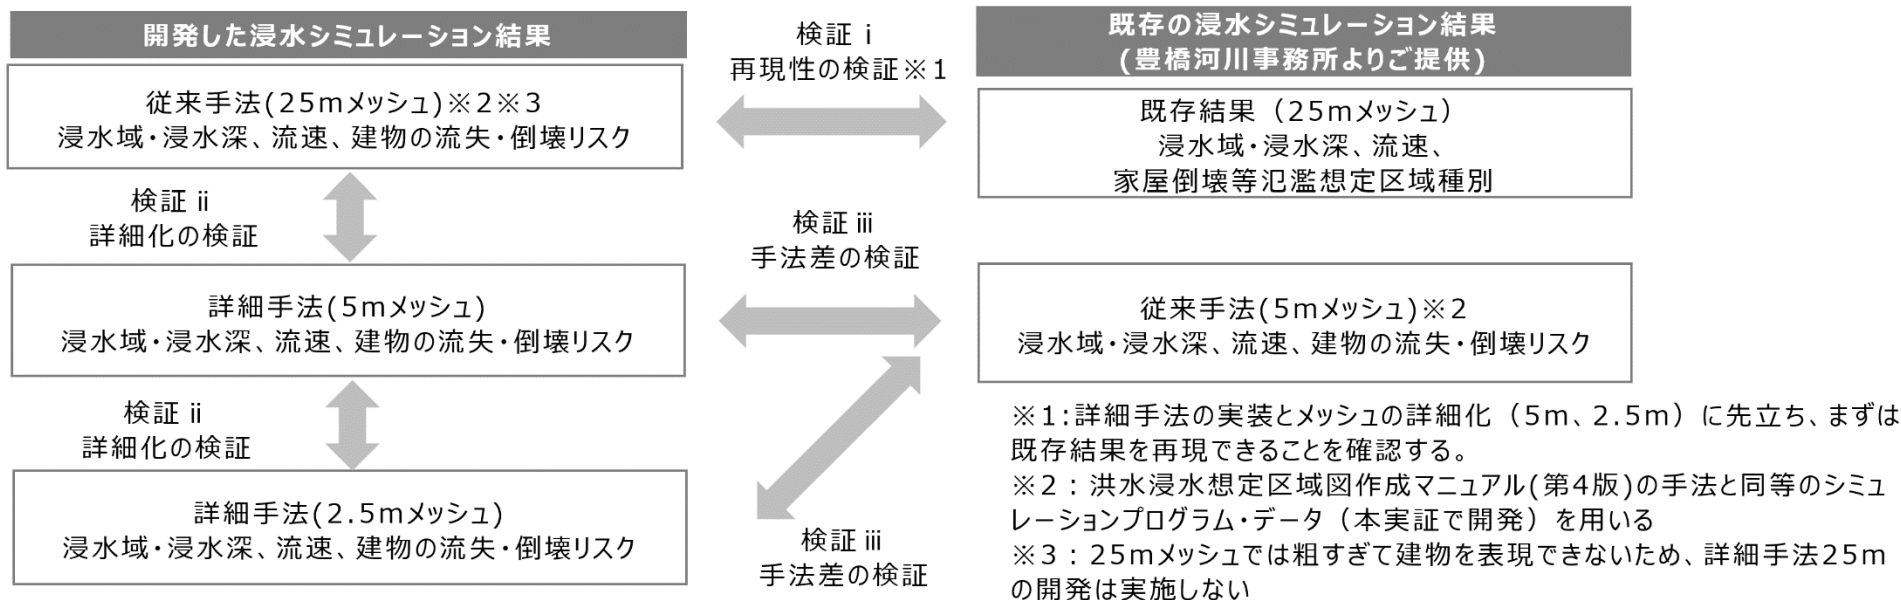 開発した浸水シミュレーション結果
従来手法(25mメッシュ)※2※3
浸水域・浸水深、流速、建物の流失・倒壊リスク
検証 ⅱ
詳細化の検証
詳細手法(5mメッシュ)
浸水域・浸水深、流速、建物の流失・倒壊リスク
検証 ⅱ
詳細化の検証
詳細手法(2.5mメッシュ)
浸水域・浸水深、流速、建物の流失・倒壊リスク
検証 ⅰ
再現性の検証※1
検証 ⅲ
手法差の検証
検証 ⅲ
手法差の検証
既存の浸水シミュレーション結果
(豊橋河川事務所よりご提供)
既存結果（25mメッシュ）
浸水域・浸水深、流速、
家屋倒壊等氾濫想定区域種別
従来手法(5mメッシュ)※2
浸水域・浸水深、流速、建物の流失・倒壊リスク
※1:詳細手法の実装とメッシュの詳細化（5m、2.5m）に先立ち、まずは
既存結果を再現できることを確認する。
※2：洪水浸水想定区域図作成マニュアル(第4版)の手法と同等のシミュ
レーションプログラム・データ（本実証で開発）を用いる
※3：25mメッシュでは粗すぎて建物を表現できないため、詳細手法25m
の開発は実施しない